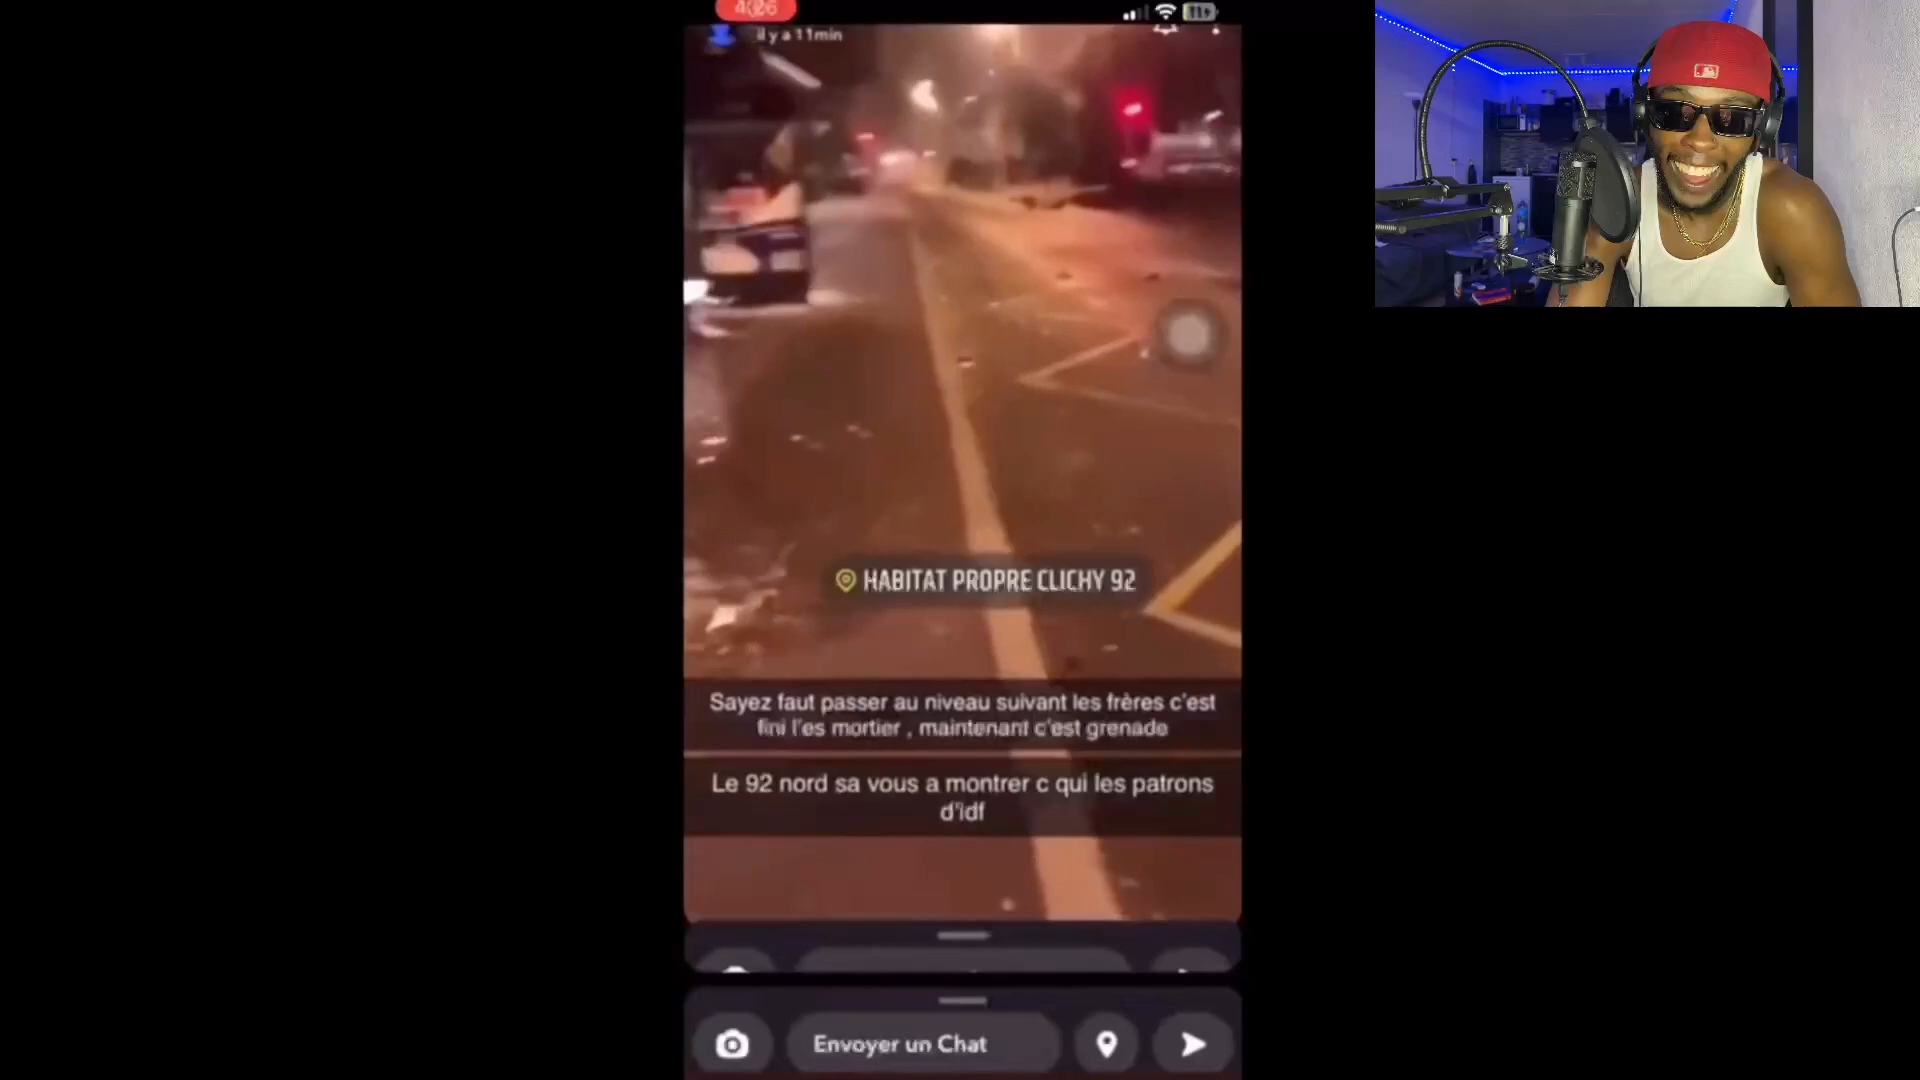 il y a 11min
HABITAT PROPRE CLICHY 92
Sayez faut passer au niveau suivant les frères c'est
fini l'es mortier , maintenant c'est grenade
Le 92 nord sa vous a montrer c qui les patrons
d'idf
Envoyer un Chat